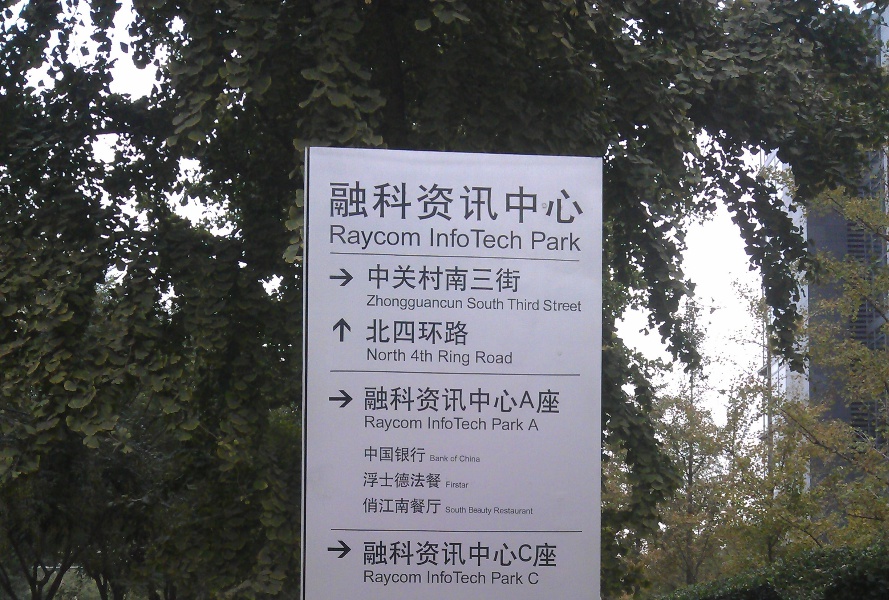 融科资讯中心
Raycom InfoTech Park
→ 中关村南三街
Zhongguancun South Third Street
↑ 北四环路
North 4th Ring Road
→ 融科资讯中心A座
Raycom InfoTech Park A
中国银行 Bank of China
浮士德法餐 Firstar
俏江南餐厅 South Beauty Restaurant
→ 融科资讯中心C座
Raycom InfoTech Park C